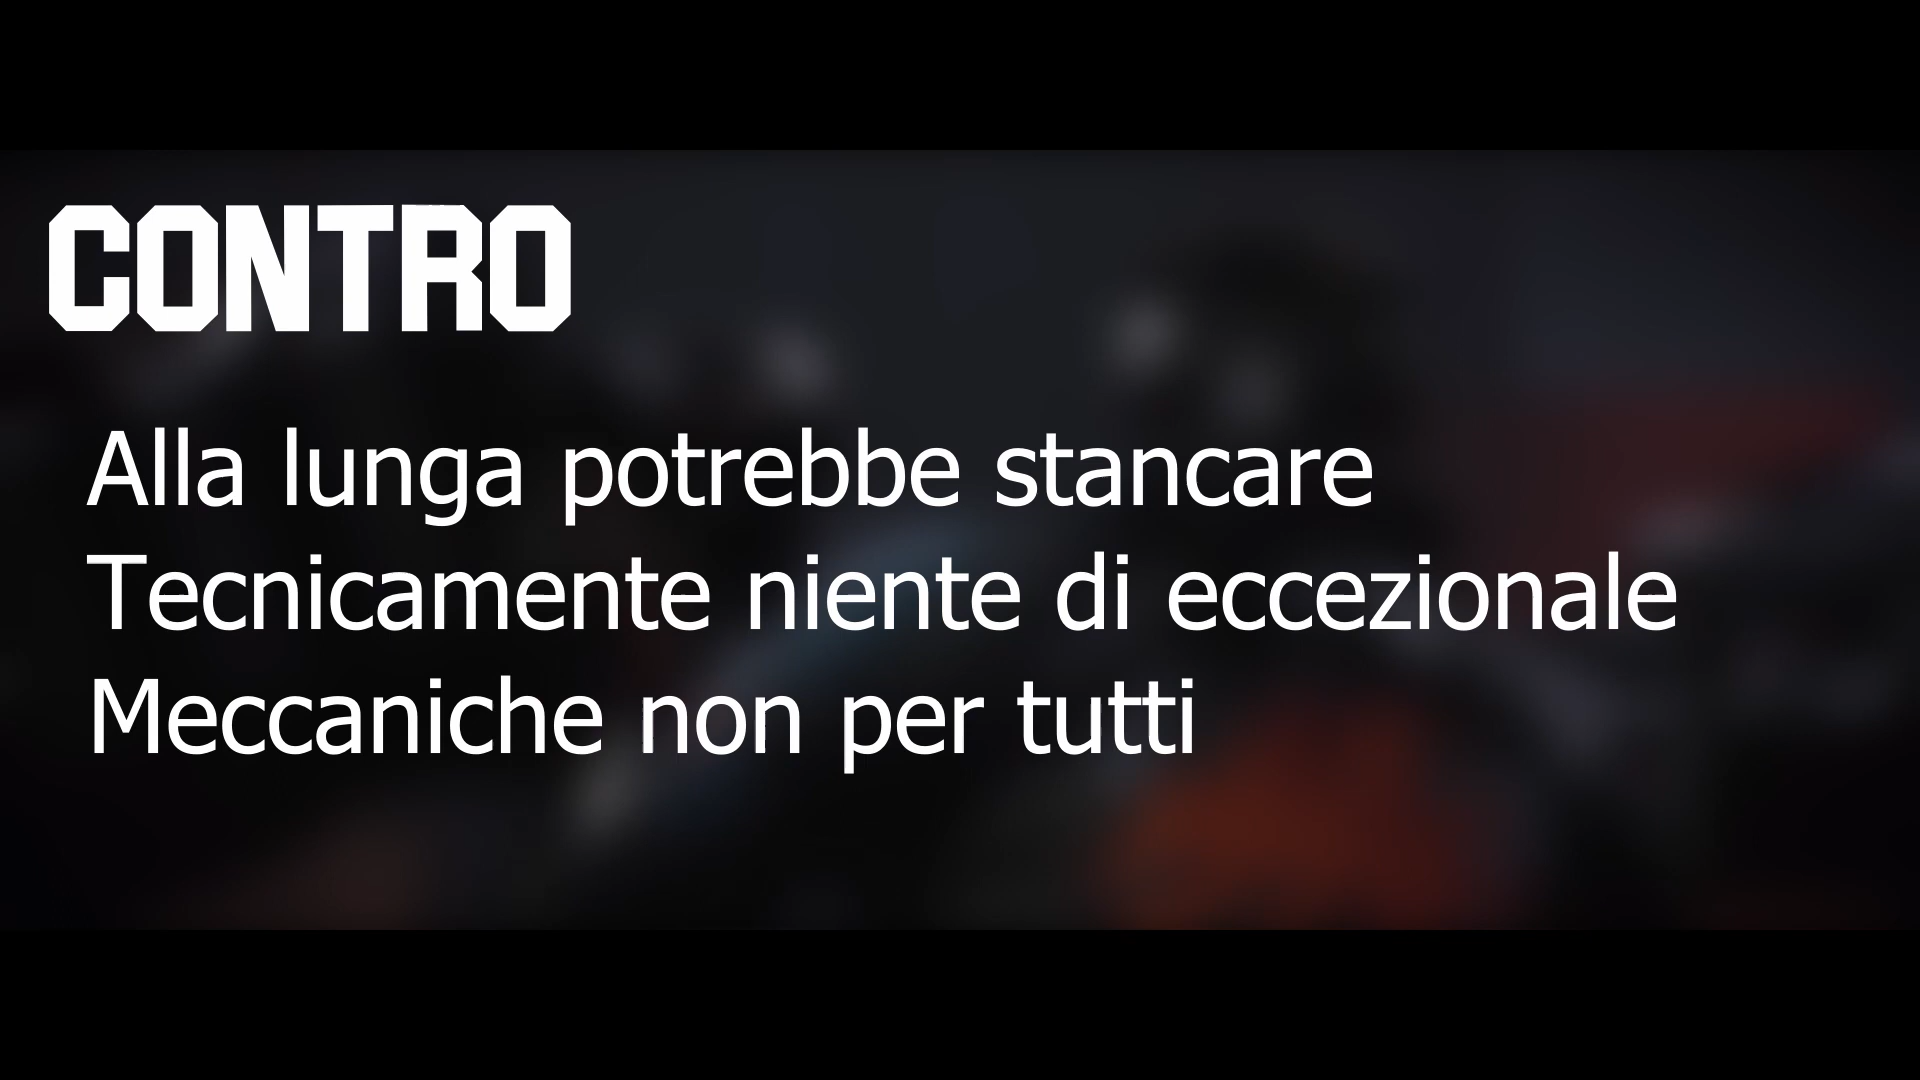 CONTRO
Alla lunga potrebbe stancare
Tecnicamente niente di eccezionale
Meccaniche non per tutti